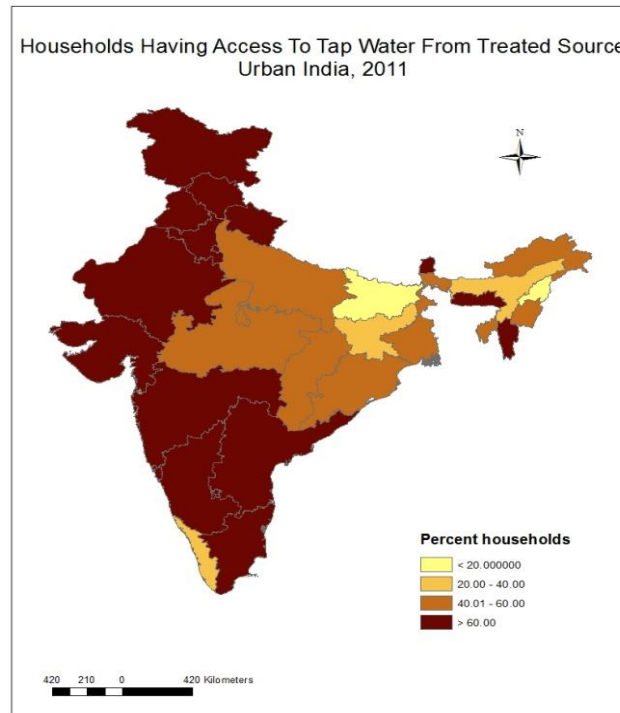 Households Having Access To Tap Water From Treated Source
Urban India, 2011
N
Percent households
< 20.000000
20.00 - 40.00
40.01 - 60.00
> 60.00
420 210 0 420 Kilometers